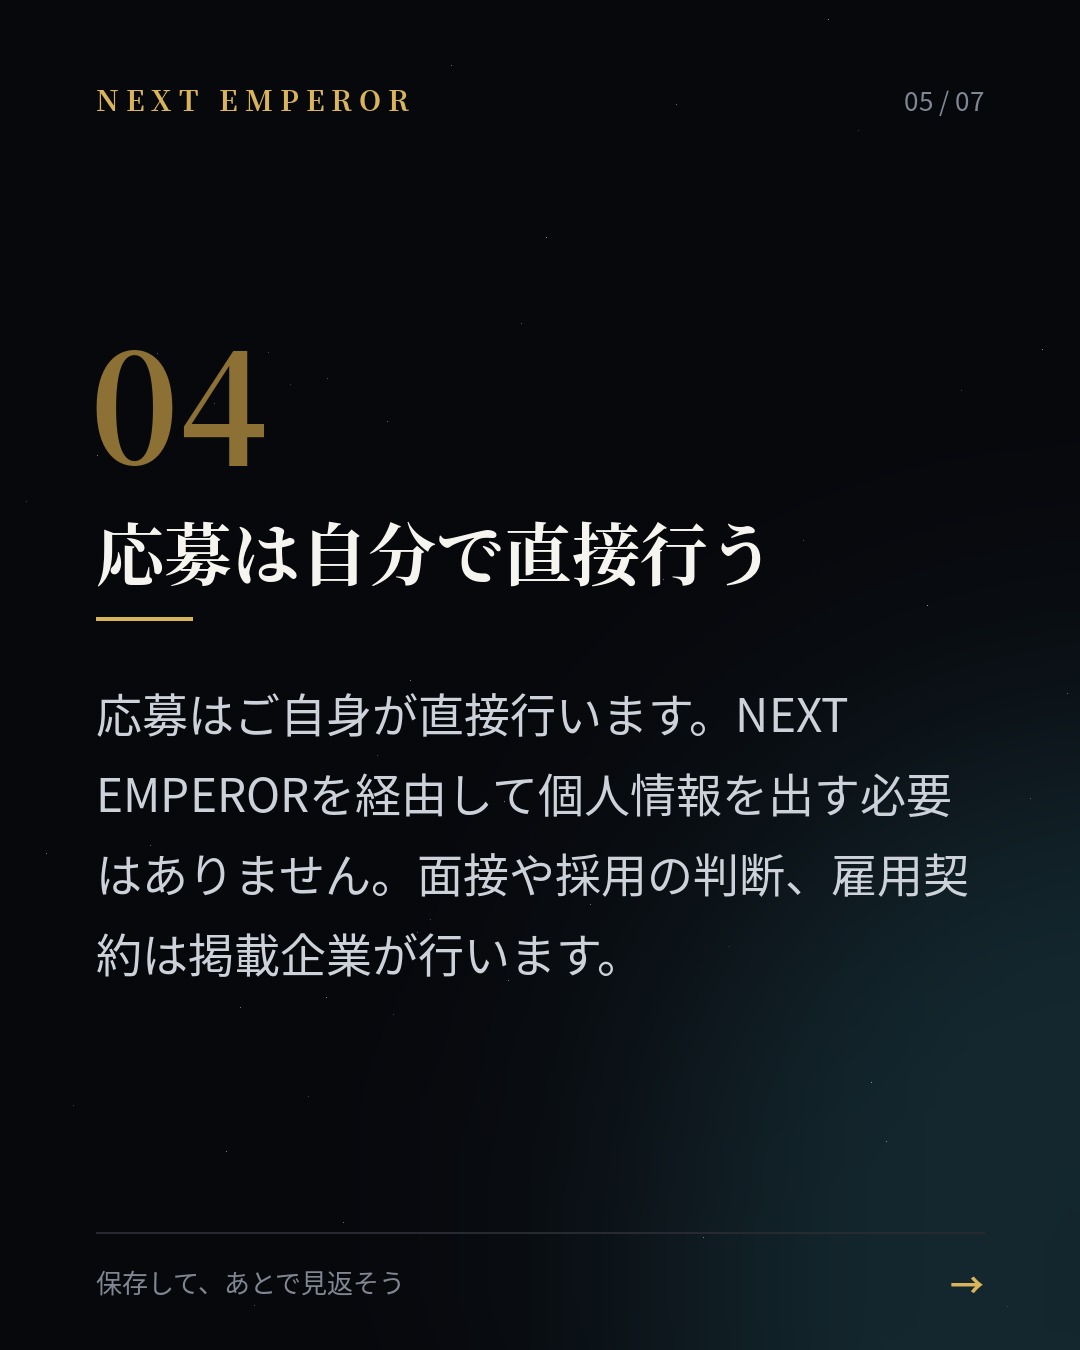 NEXT EMPEROR
05 / 07
04
応募は自分で直接行う
応募はご自身が直接行います。NEXT
EMPERORを経由して個人情報を出す必要
はありません。面接や採用の判断、雇用契
約は掲載企業が行います。
保存して、あとで見返そう
→